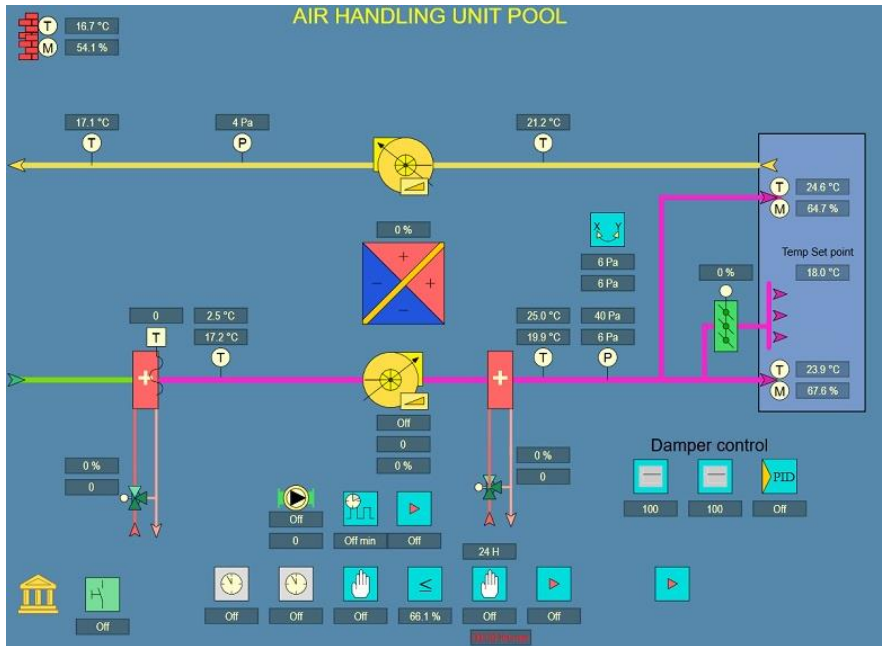 AIR HANDLING UNIT POOL
T 16.7 °C
M 54.1 %
17.1 °C
4 Pa
21.2 °C
T
P
T
T 24.6 °C
M 64.7 %
0 %
X Y
6 Pa
6 Pa
Temp Set point
18.0 °C
0 %
0
2.5 °C
17.2 °C
T
T
25.0 °C
40 Pa
19.9 °C
6 Pa
T
P
T 23.9 °C
M 67.6 %
Off
0
0 %
0 %
0
0 %
0
Damper control
PID
100
100
Off
Off
0
Off min
Off
24 H
≤
Off
Off
Off
Off
66.1 %
Off
Off